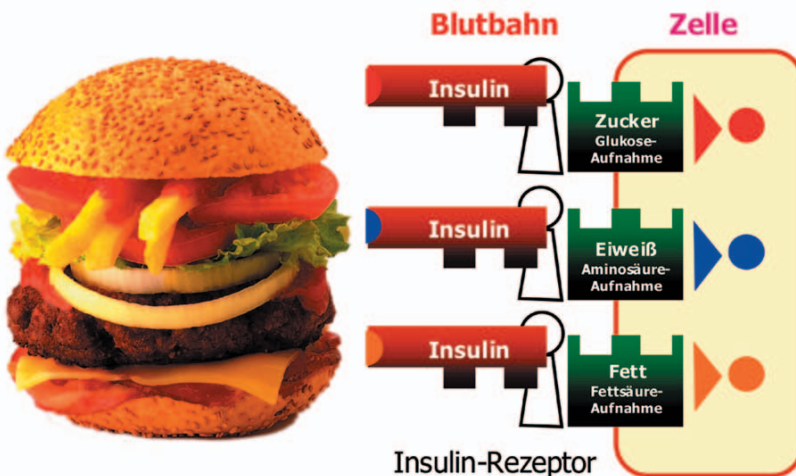 Blutbahn Zelle
Insulin
Zucker
Glukose-
Aufnahme
Insulin
Eiweiß
Aminosäure-
Aufnahme
Insulin
Fett
Fettsäure-
Aufnahme
Insulin-Rezeptor